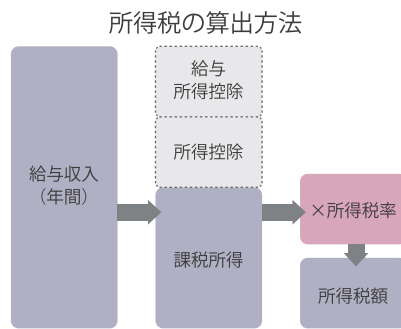 所得税の算出方法
給与
所得控除
所得控除
給与収入
（年間）
課税所得
×所得税率
所得税額